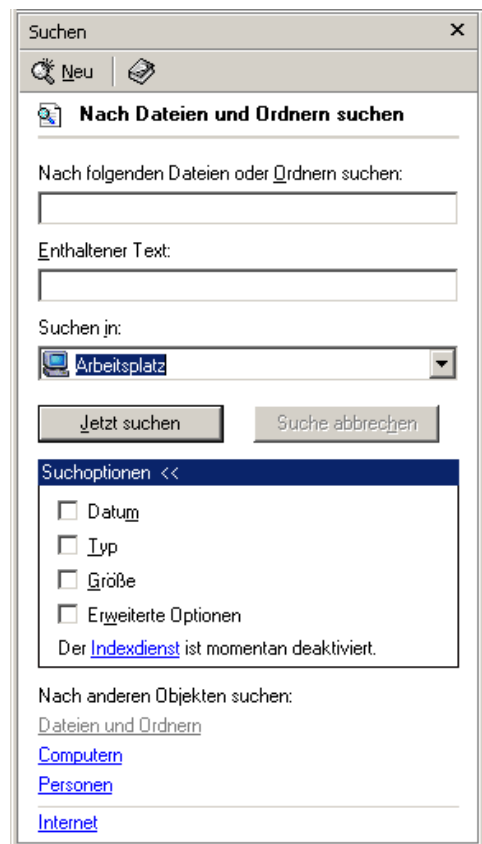 Suchen
Neu
Nach Dateien und Ordnern suchen
Nach folgenden Dateien oder Ordnern suchen:
Enthaltener Text:
Suchen in:
Arbeitsplatz
Jetzt suchen Suche abbrechen
Suchoptionen <<
Datum
Typ
Größe
Erweiterte Optionen
Der Indexdienst ist momentan deaktiviert.
Nach anderen Objekten suchen:
Dateien und Ordnern
Computern
Personen
Internet